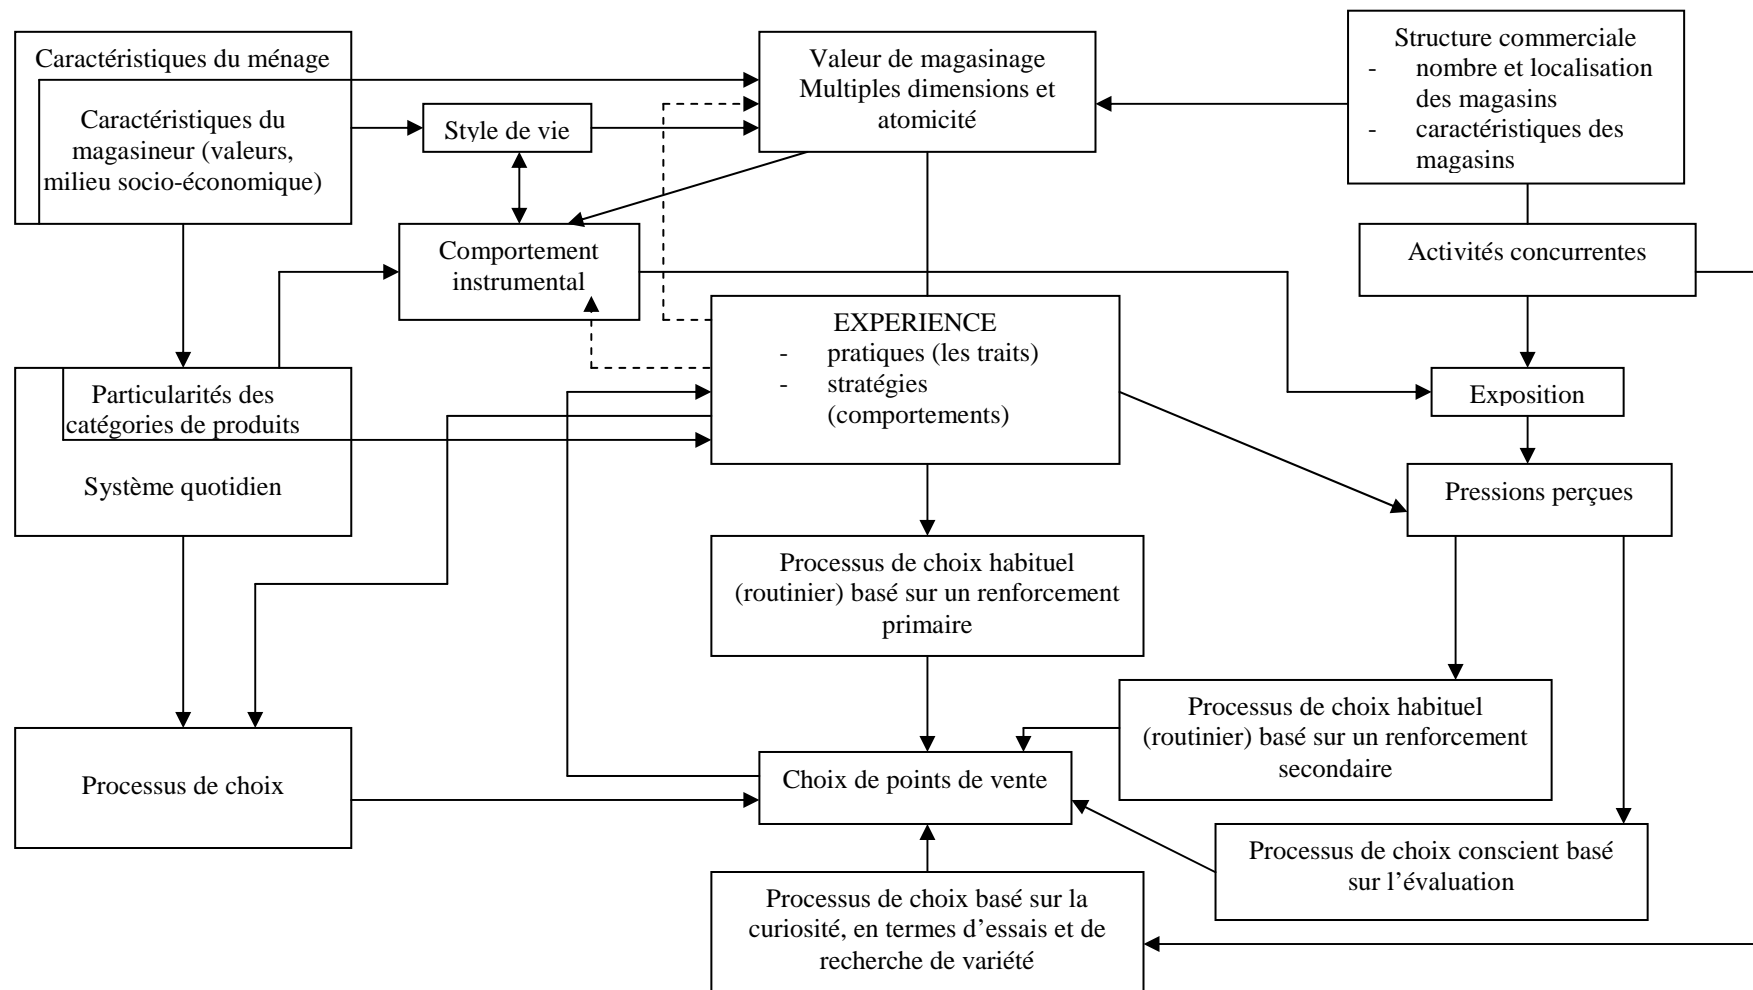 Caractéristiques du ménage
Caractéristiques du
magasineur (valeurs,
milieu socio-économique)
Style de vie
Valeur de magasinage
Multiples dimensions et
atomicité
Structure commerciale
- nombre et localisation
des magasins
- caractéristiques des
magasins
Comportement
instrumental
Activités concurrentes
EXPERIENCE
- pratiques (les traits)
- stratégies
(comportements)
Exposition
Particularités des
catégories de produits
Système quotidien
Pressions perçues
Processus de choix habituel
(routinier) basé sur un renforcement
primaire
Processus de choix habituel
(routinier) basé sur un renforcement
secondaire
Processus de choix
Choix de points de vente
Processus de choix conscient basé
sur l’évaluation
Processus de choix basé sur la
curiosité, en termes d’essais et de
recherche de variété